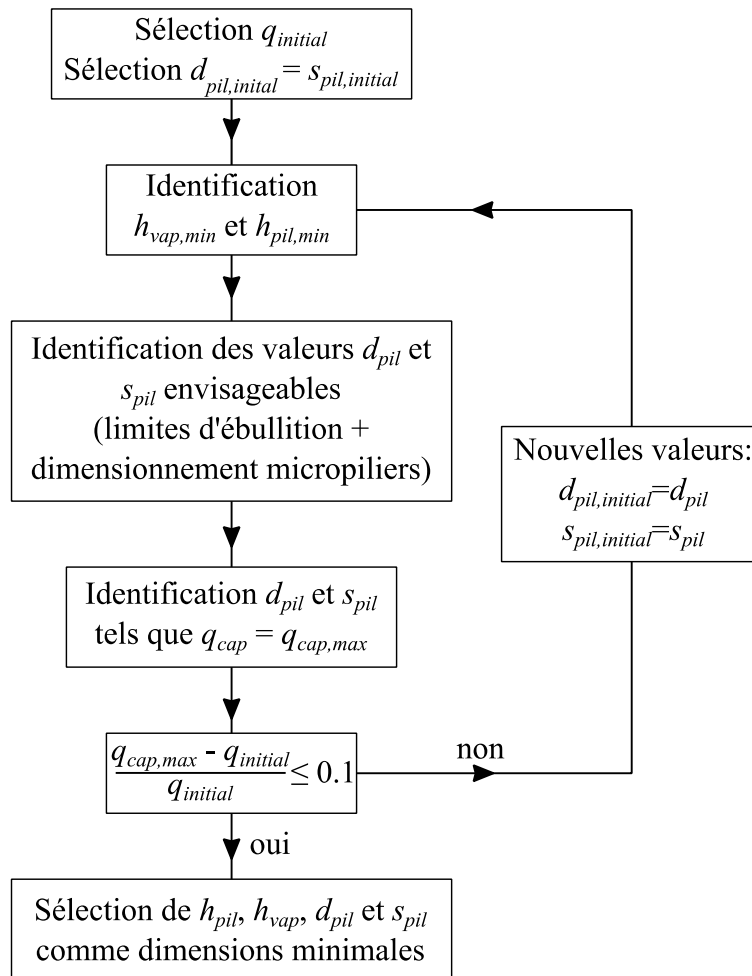 Sélection q_initial
Sélection d_pil,inital = s_pil,initial
Identification
h_vap,min et h_pil,min
Identification des valeurs d_pil et
s_pil envisageables
(limites d'ébullition +
dimensionnement micropiliers)
Nouvelles valeurs:
d_pil,initial=d_pil
s_pil,initial=s_pil
Identification d_pil et s_pil
tels que q_cap = q_cap,max
q_cap,max - q_initial
q_initial
≤ 0.1
non
oui
Sélection de h_pil, h_vap, d_pil et s_pil
comme dimensions minimales